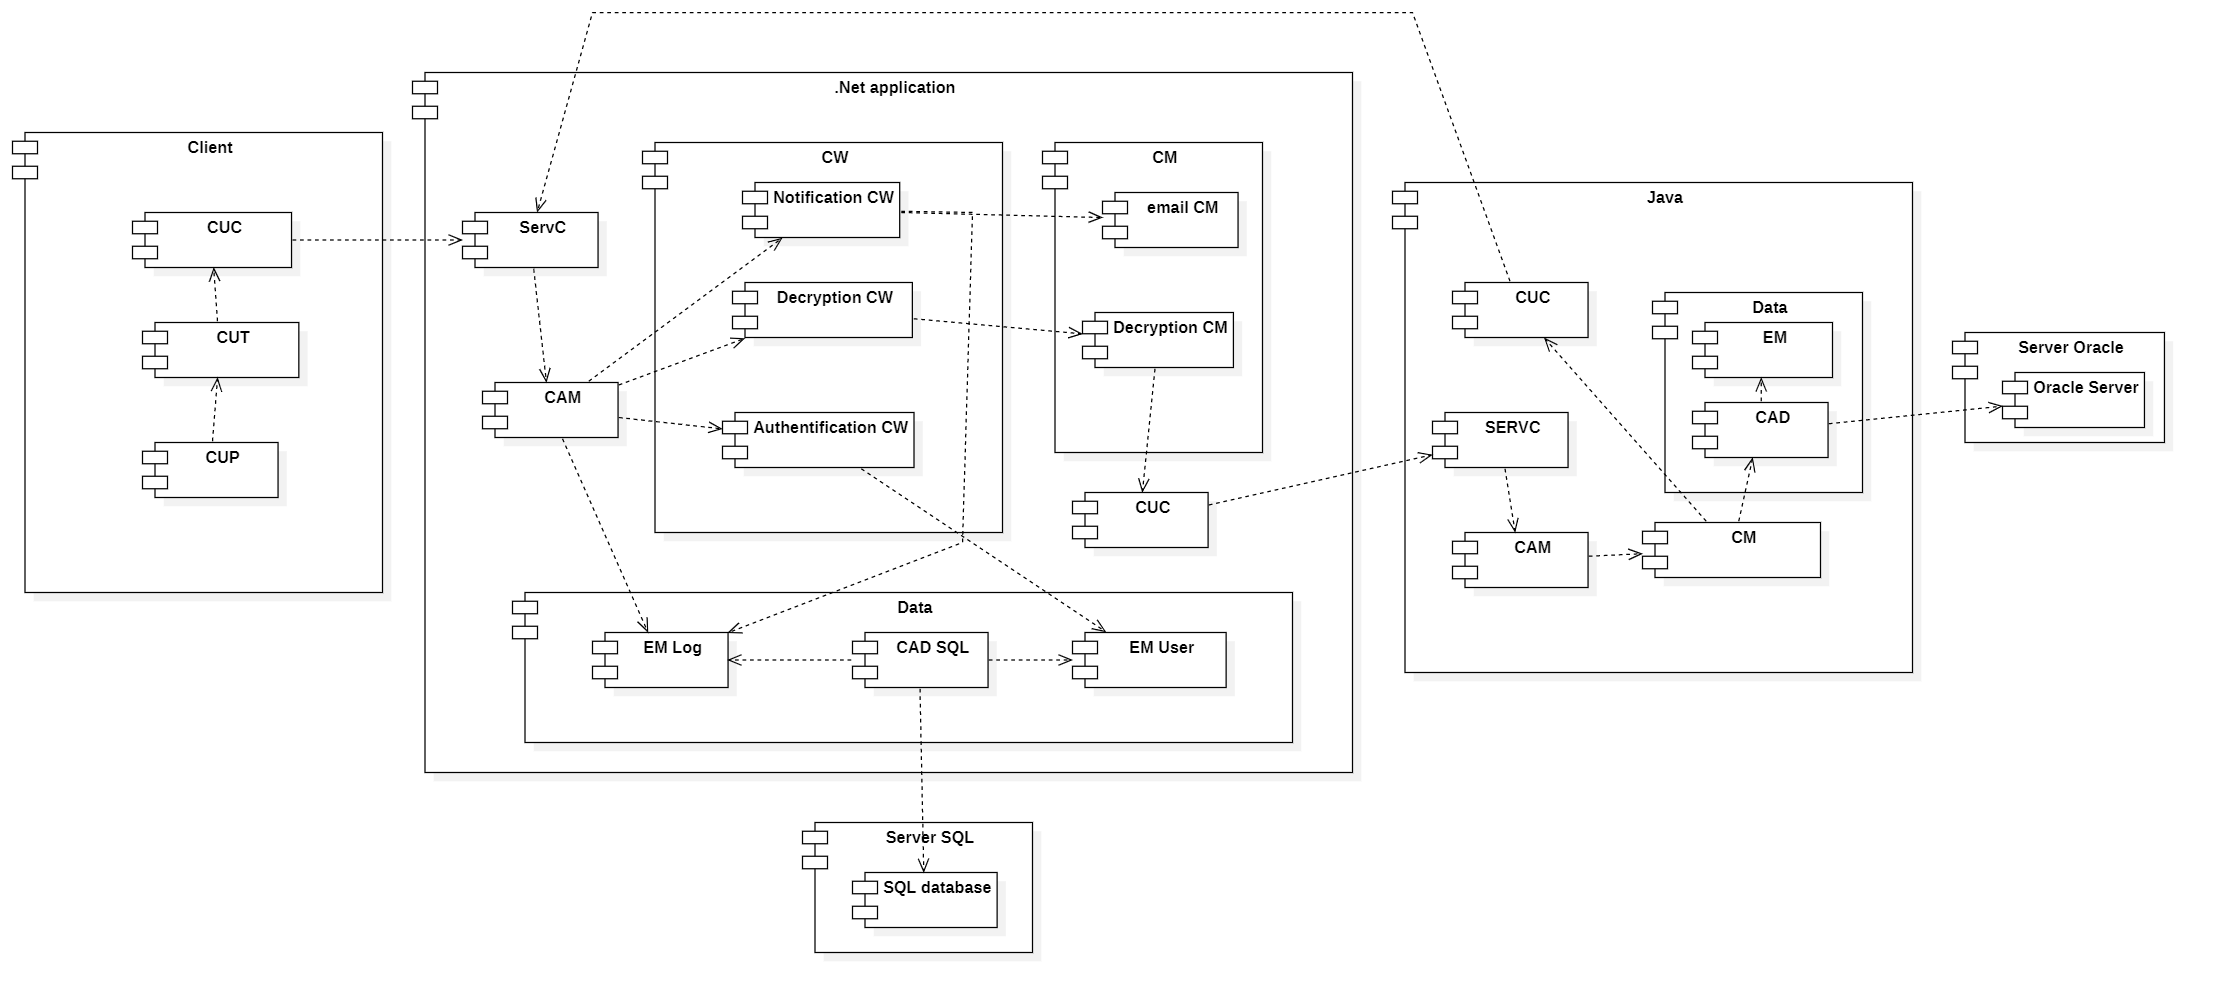 .Net application
Client
CUC
CUT
CUP
ServC
CAM
CW
Notification CW
Decryption CW
Authentification CW
CM
email CM
Decryption CM
CUC
Data
EM Log
CAD SQL
EM User
Server SQL
SQL database
Java
CUC
SERVC
CAM
CM
Data
EM
CAD
Server Oracle
Oracle Server